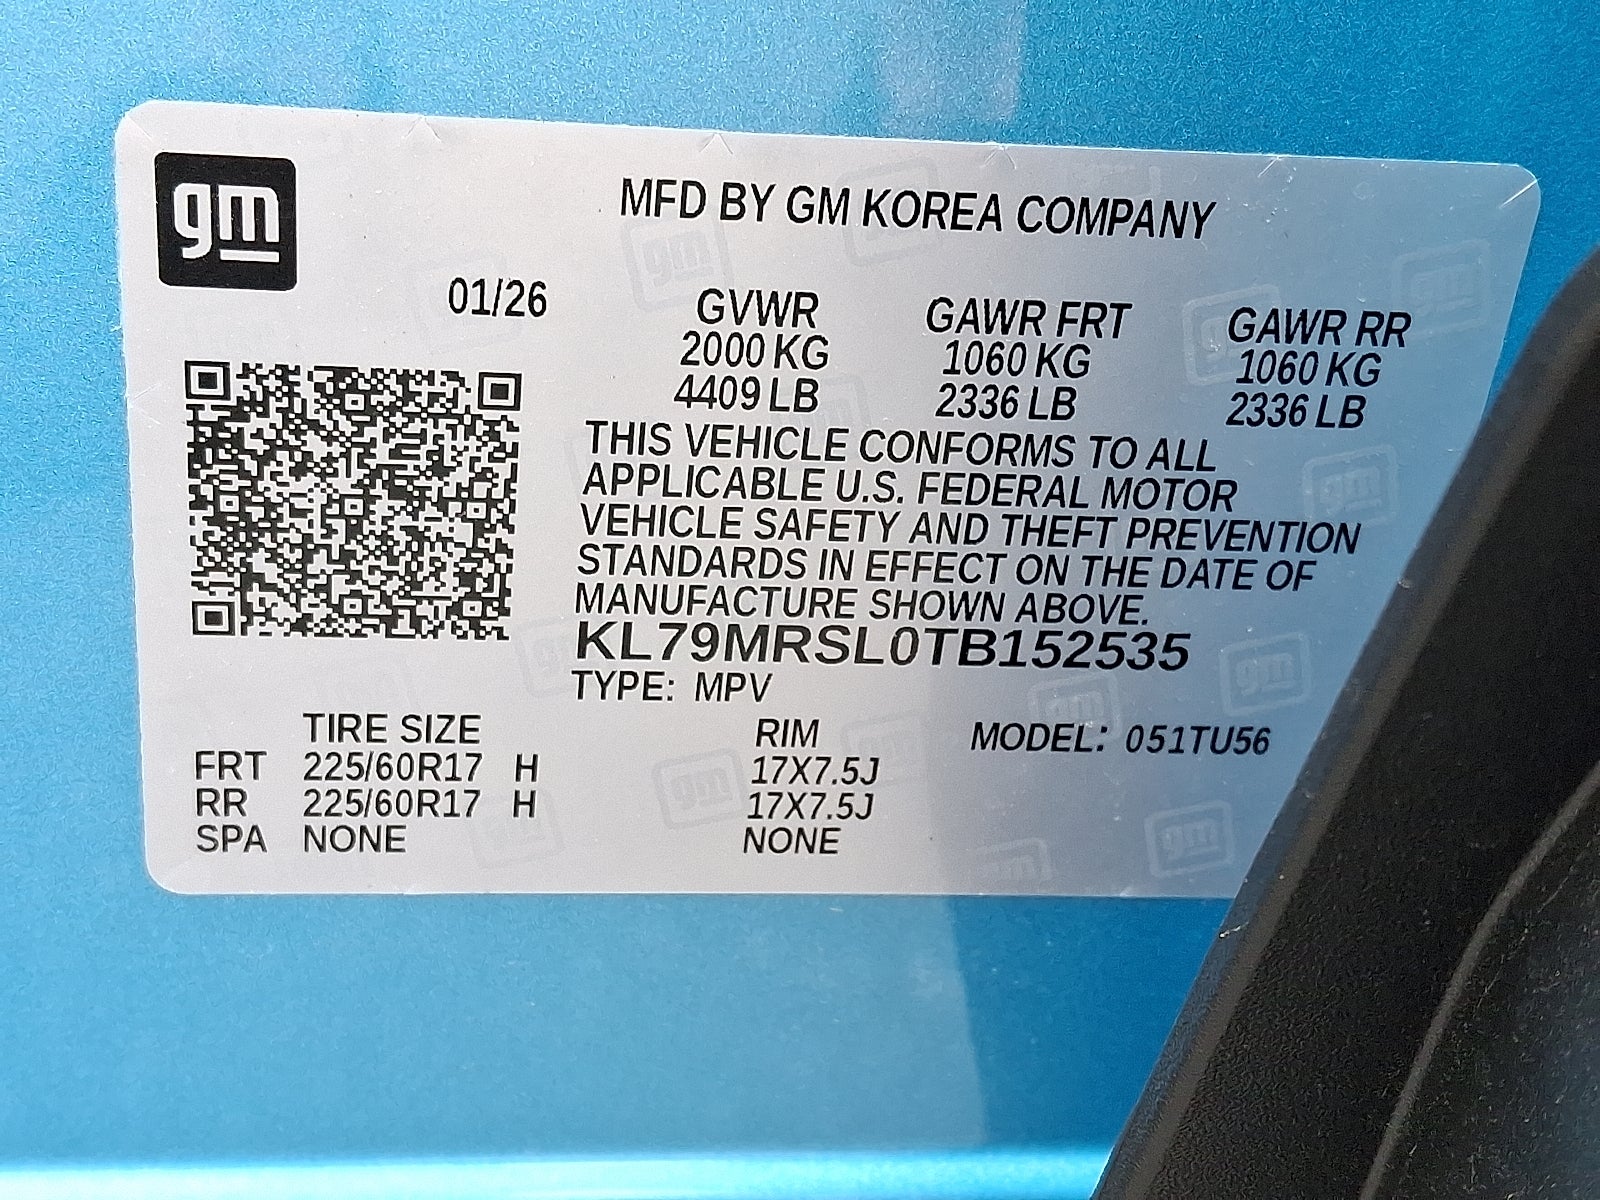 gm
MFD BY GM KOREA COMPANY
01/26
GVWR GAWR FRT GAWR RR
2000 KG 1060 KG 1060 KG
4409 LB 2336 LB 2336 LB
THIS VEHICLE CONFORMS TO ALL
APPLICABLE U.S. FEDERAL MOTOR
VEHICLE SAFETY AND THEFT PREVENTION
STANDARDS IN EFFECT ON THE DATE OF
MANUFACTURE SHOWN ABOVE.
KL79MRSL0TB152535
TYPE: MPV
TIRE SIZE RIM MODEL: 051TU56
FRT 225/60R17 H 17X7.5J
RR 225/60R17 H 17X7.5J
SPA NONE NONE